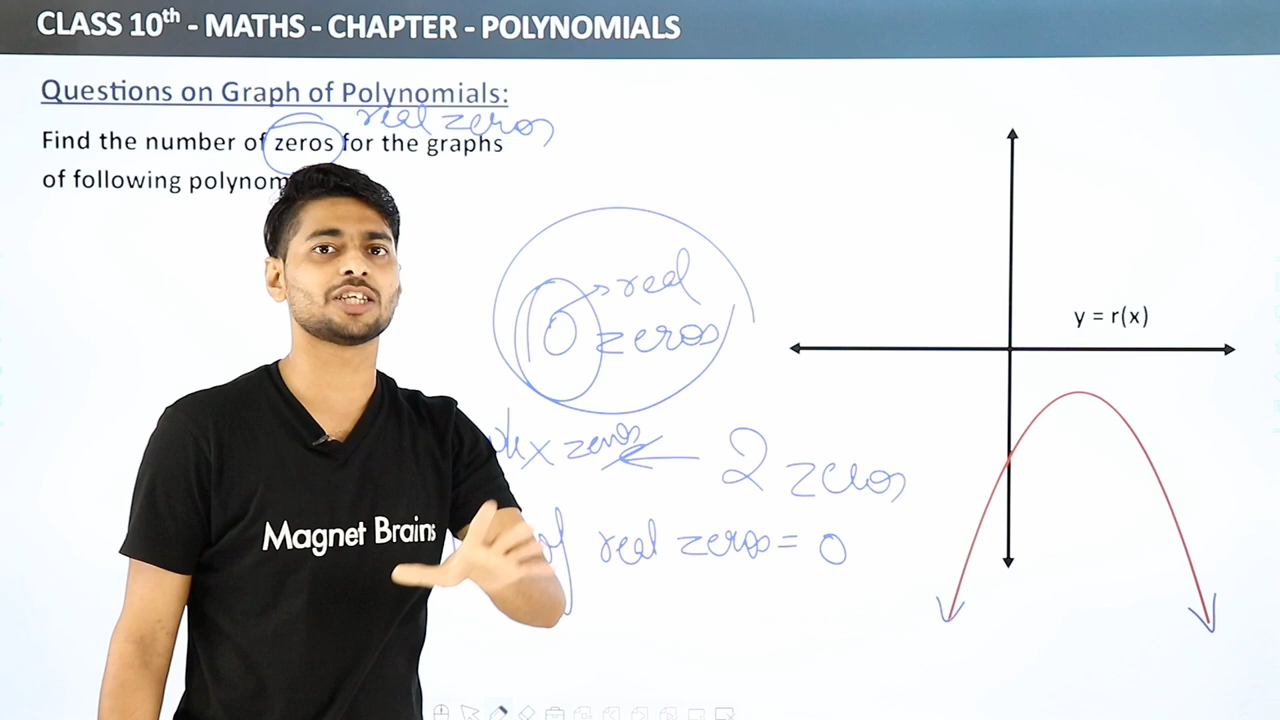 CLASS 10th - MATHS - CHAPTER - POLYNOMIALS
Questions on Graph of Polynomials:
real zeros
Find the number of zeros for the graphs
of following polynom
real
0 zeros
y = r(x)
x zeros
2 zeros
of real zeros = 0
Magnet Brains